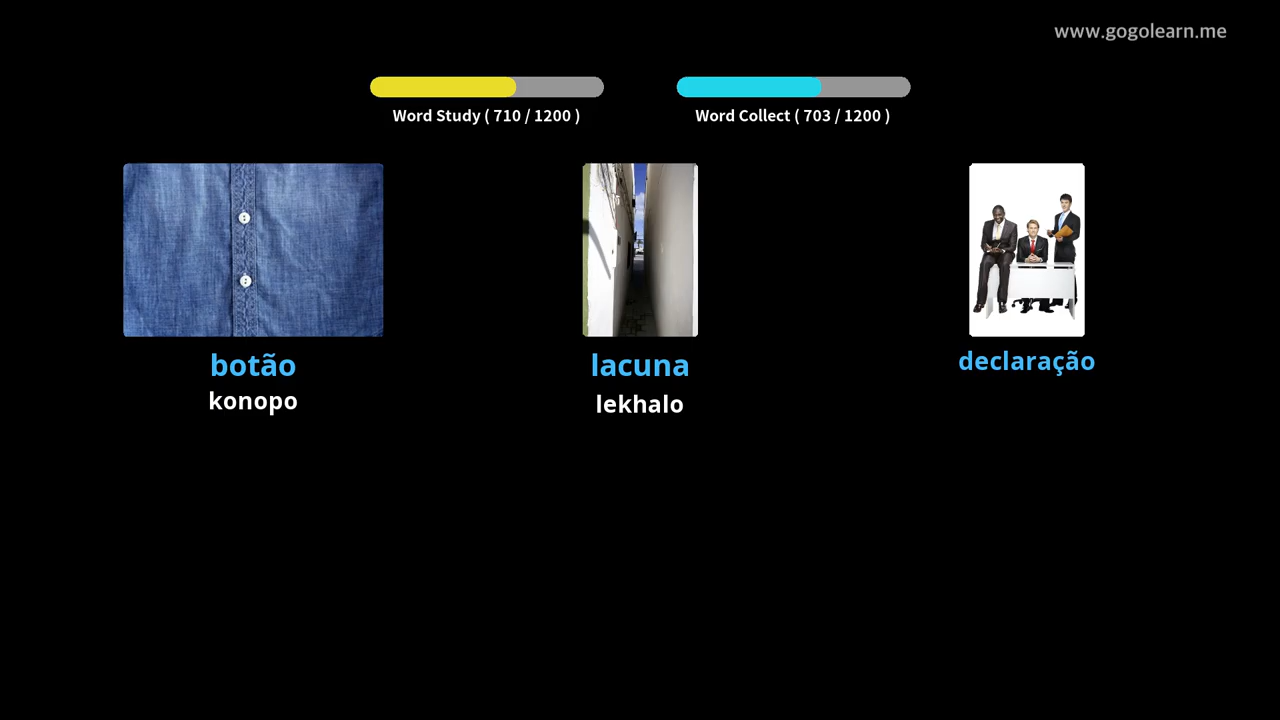 www.gogolearn.me
Word Study ( 710 / 1200 )
Word Collect ( 703 / 1200 )
botão
konopo
lacuna
lekhalo
declaração